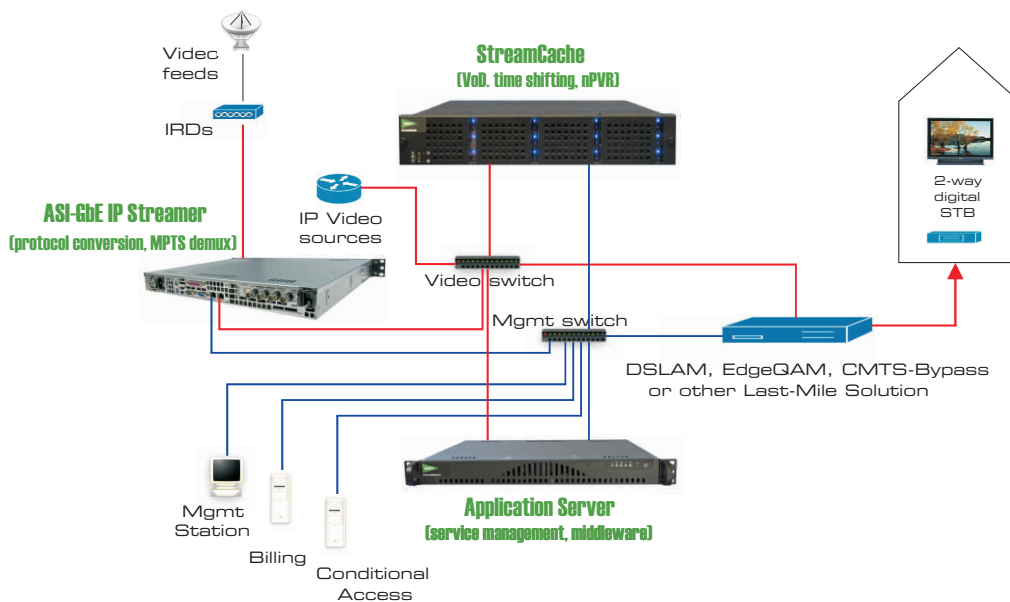 Videc
feeds
IRDs
StreamCache
(VoD. time shifting, nPVR)
IP Video
sources
ASI-GbE IP Streamer
(protocol conversion, MPTS demux)
Video switch
Mgmt switch
2-way
digital
STB
DSLAM, EdgeQAM, CMTS-Bypass
or other Last-Mile Solution
Mgmt
Station
Billing
Conditional
Access
Application Server
(service management, middleware)